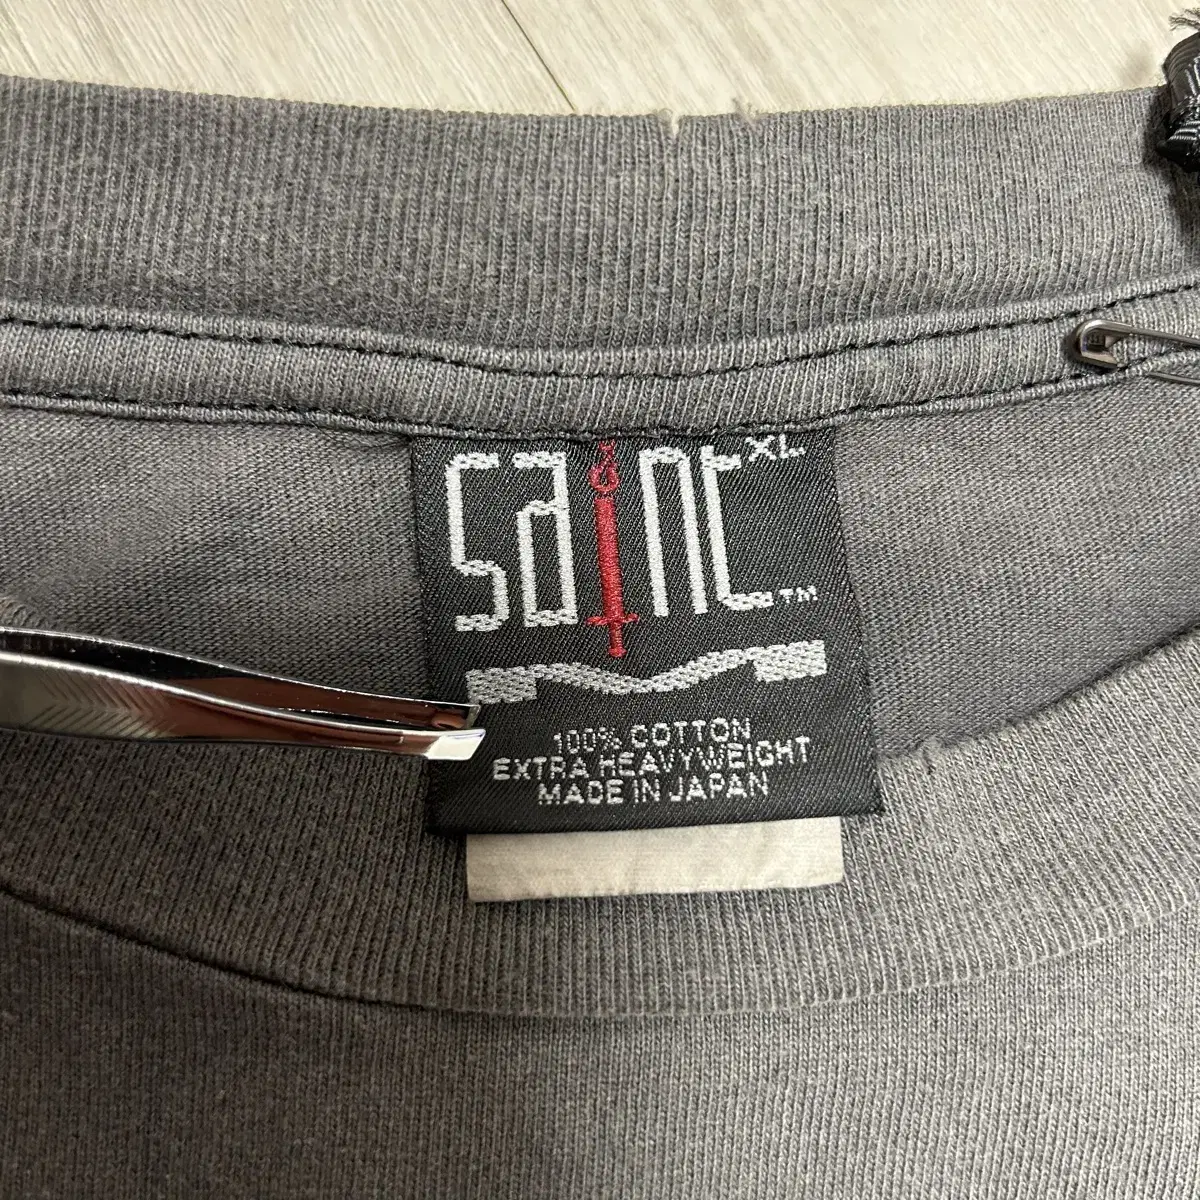 saint XL ™
100% COTTON
EXTRA HEAVYWEIGHT
MADE IN JAPAN